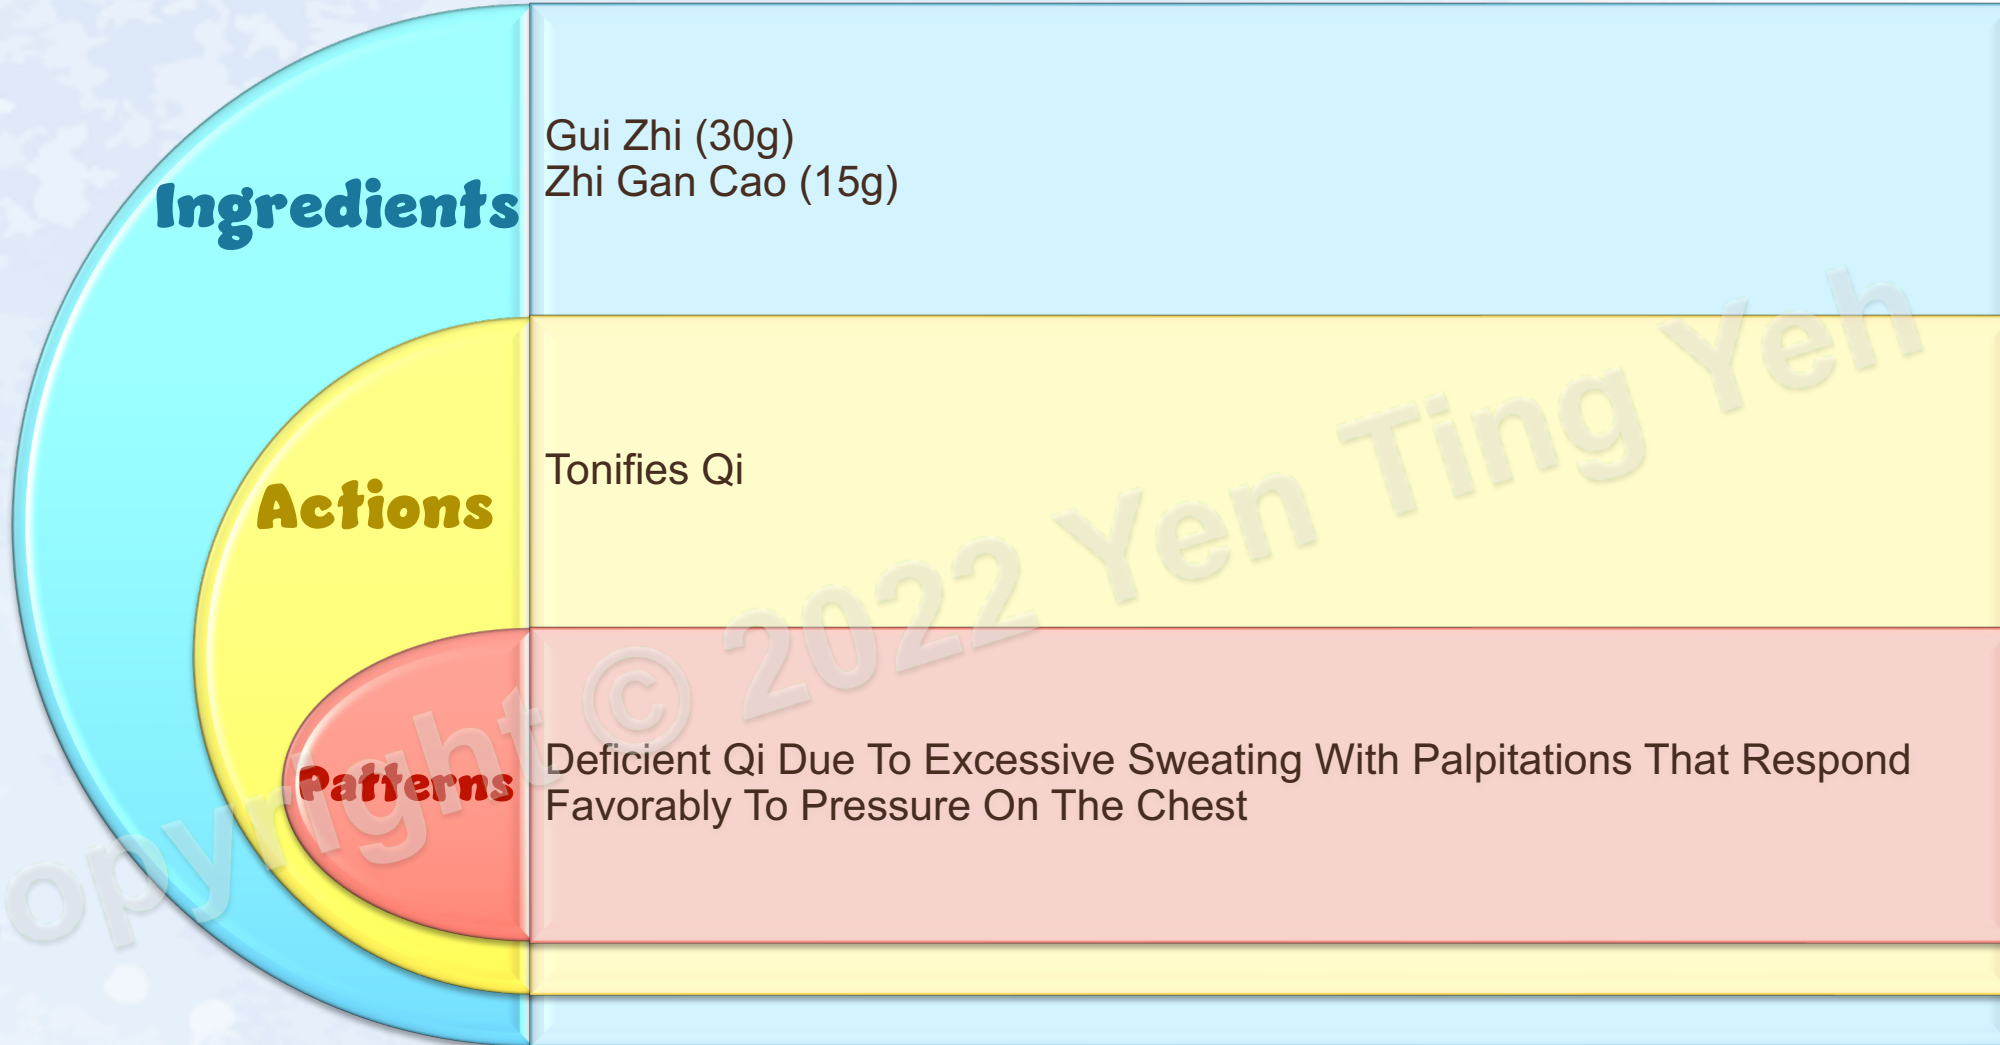 Ingredients
Gui Zhi (30g)
Zhi Gan Cao (15g)
Actions
Tonifies Qi
Patterns
Deficient Qi Due To Excessive Sweating With Palpitations That Respond
Favorably To Pressure On The Chest
opyright © 2022 Yen Ting Yeh